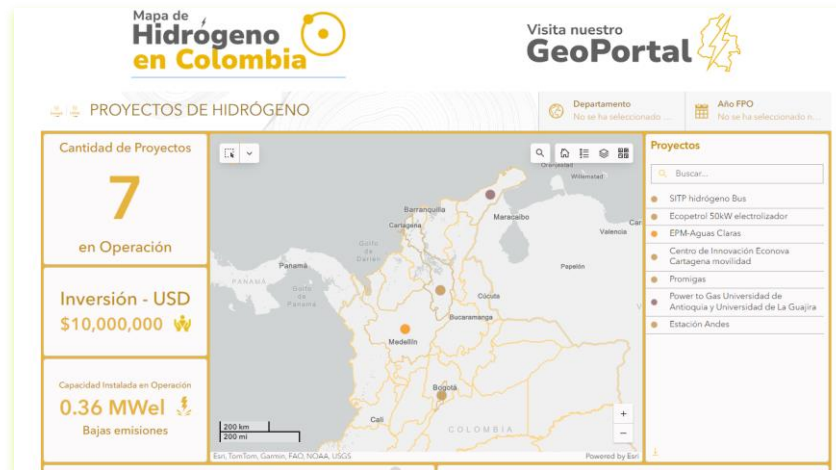 Mapa de
Hidrógeno
en Colombia
Visita nuestro
GeoPortal
PROYECTOS DE HIDRÓGENO
Departamento
No se ha seleccionado ...
Año FPO
No se ha seleccionado n...
Cantidad de Proyectos
7
en Operación
Inversión - USD
$10,000,000
Capacidad Instalada en Operación
0.36 MWel
Bajas emisiones
Oranjestad
Willemstad
Barranquilla
Cartagena
Maracaibo
Valencia
Car
Golfo
de
Darien
Panamá
Papelón
PANAMÁ
Golfo
de
Panamá
Cúcuta
Bucaramanga
Medellín
Bogotá
Cali
COLOMBIA
200 km
200 mi
Esri, TomTom, Garmin, FAO, NOAA, USGS
Powered by Esri
Proyectos
Buscar...
SITP hidrógeno Bus
Ecopetrol 50kW electrolizador
EPM-Aguas Claras
Centro de Innovación Econova
Cartagena movilidad
Promigas
Power to Gas Universidad de
Antioquia y Universidad de La Guajira
Estación Andes